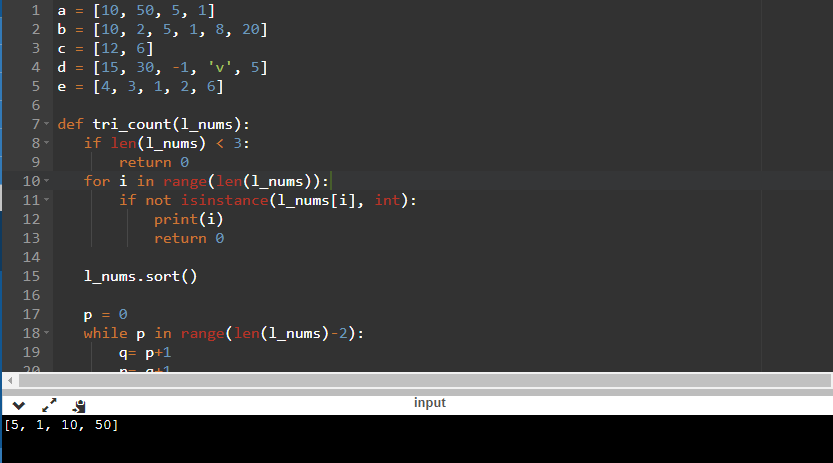 1 a = [10, 50, 5, 1]
2 b = [10, 2, 5, 1, 8, 20]
3 c = [12, 6]
4 d = [15, 30, -1, 'v', 5]
5 e = [4, 3, 1, 2, 6]
6
7 def tri_count(l_nums):
8 if len(l_nums) < 3:
9 return 0
10 for i in range(len(l_nums)):
11 if not isinstance(l_nums[i], int):
12 print(i)
13 return 0
14
15 l_nums.sort()
16
17 p = 0
18 while p in range(len(l_nums)-2):
19 q= p+1
20
input
[5, 1, 10, 50]